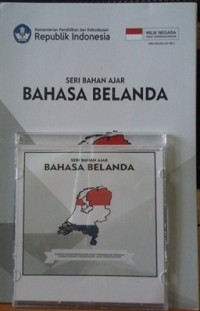 Kementerian Pendidikan dan Kebudayaan
Republik Indonesia
MILIK NEGARA
SERI BAHAN AJAR
BAHASA BELANDA
SERI BAHAN AJAR
BAHASA BELANDA